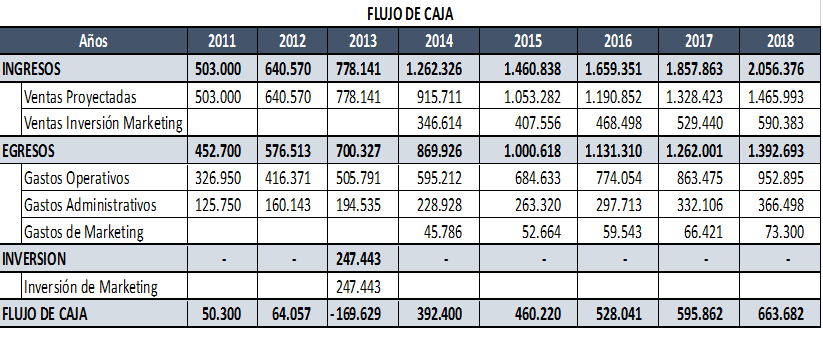 FLUJO DE CAJA
Años 2011 2012 2013 2014 2015 2016 2017 2018
INGRESOS 503.000 640.570 778.141 1.262.326 1.460.838 1.659.351 1.857.863 2.056.376
Ventas Proyectadas 503.000 640.570 778.141 915.711 1.053.282 1.190.852 1.328.423 1.465.993
Ventas Inversión Marketing 346.614 407.556 468.498 529.440 590.383
EGRESOS 452.700 576.513 700.327 869.926 1.000.618 1.131.310 1.262.001 1.392.693
Gastos Operativos 326.950 416.371 505.791 595.212 684.633 774.054 863.475 952.895
Gastos Administrativos 125.750 160.143 194.535 228.928 263.320 297.713 332.106 366.498
Gastos de Marketing 45.786 52.664 59.543 66.421 73.300
INVERSION - - 247.443 - - - - -
Inversión de Marketing 247.443
FLUJO DE CAJA 50.300 64.057 -169.629 392.400 460.220 528.041 595.862 663.682